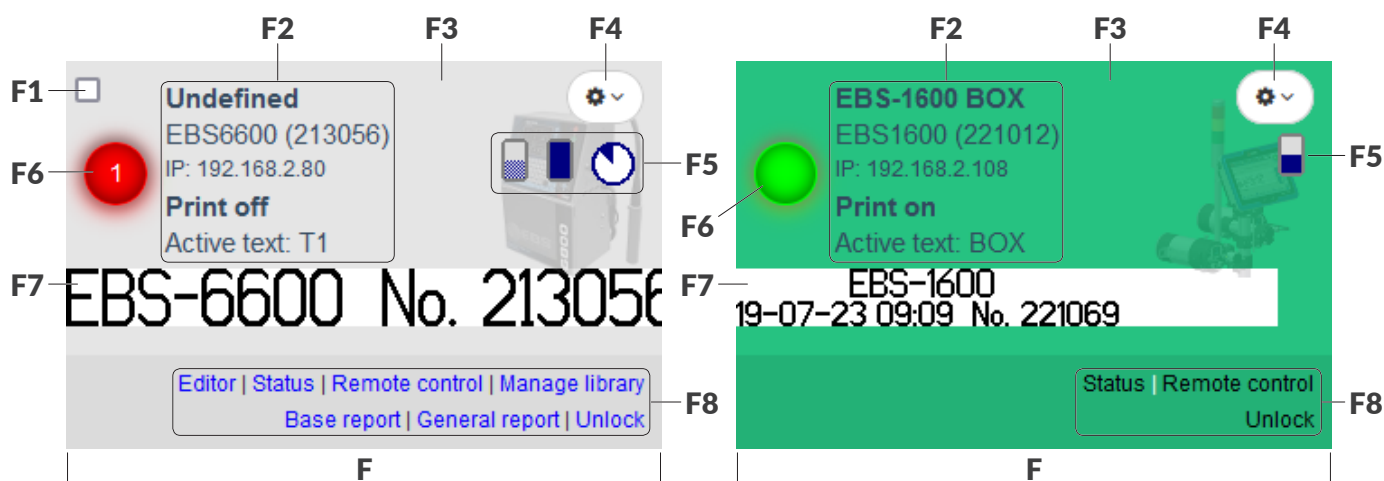 F2 F3 F4
F1
Undefined
EBS6600 (213056)
IP: 192.168.2.80
Print off
Active text: T1
F5
F6
1
F7
EBS-6600 No. 213056
Editor | Status | Remote control | Manage library
Base report | General report | Unlock
F8
F
F2 F3 F4
EBS-1600 BOX
EBS1600 (221012)
IP: 192.168.2.108
Print on
Active text: BOX
F5
F6
F7
EBS-1600
19-07-23 09:09 No. 221069
Status | Remote control
Unlock
F8
F